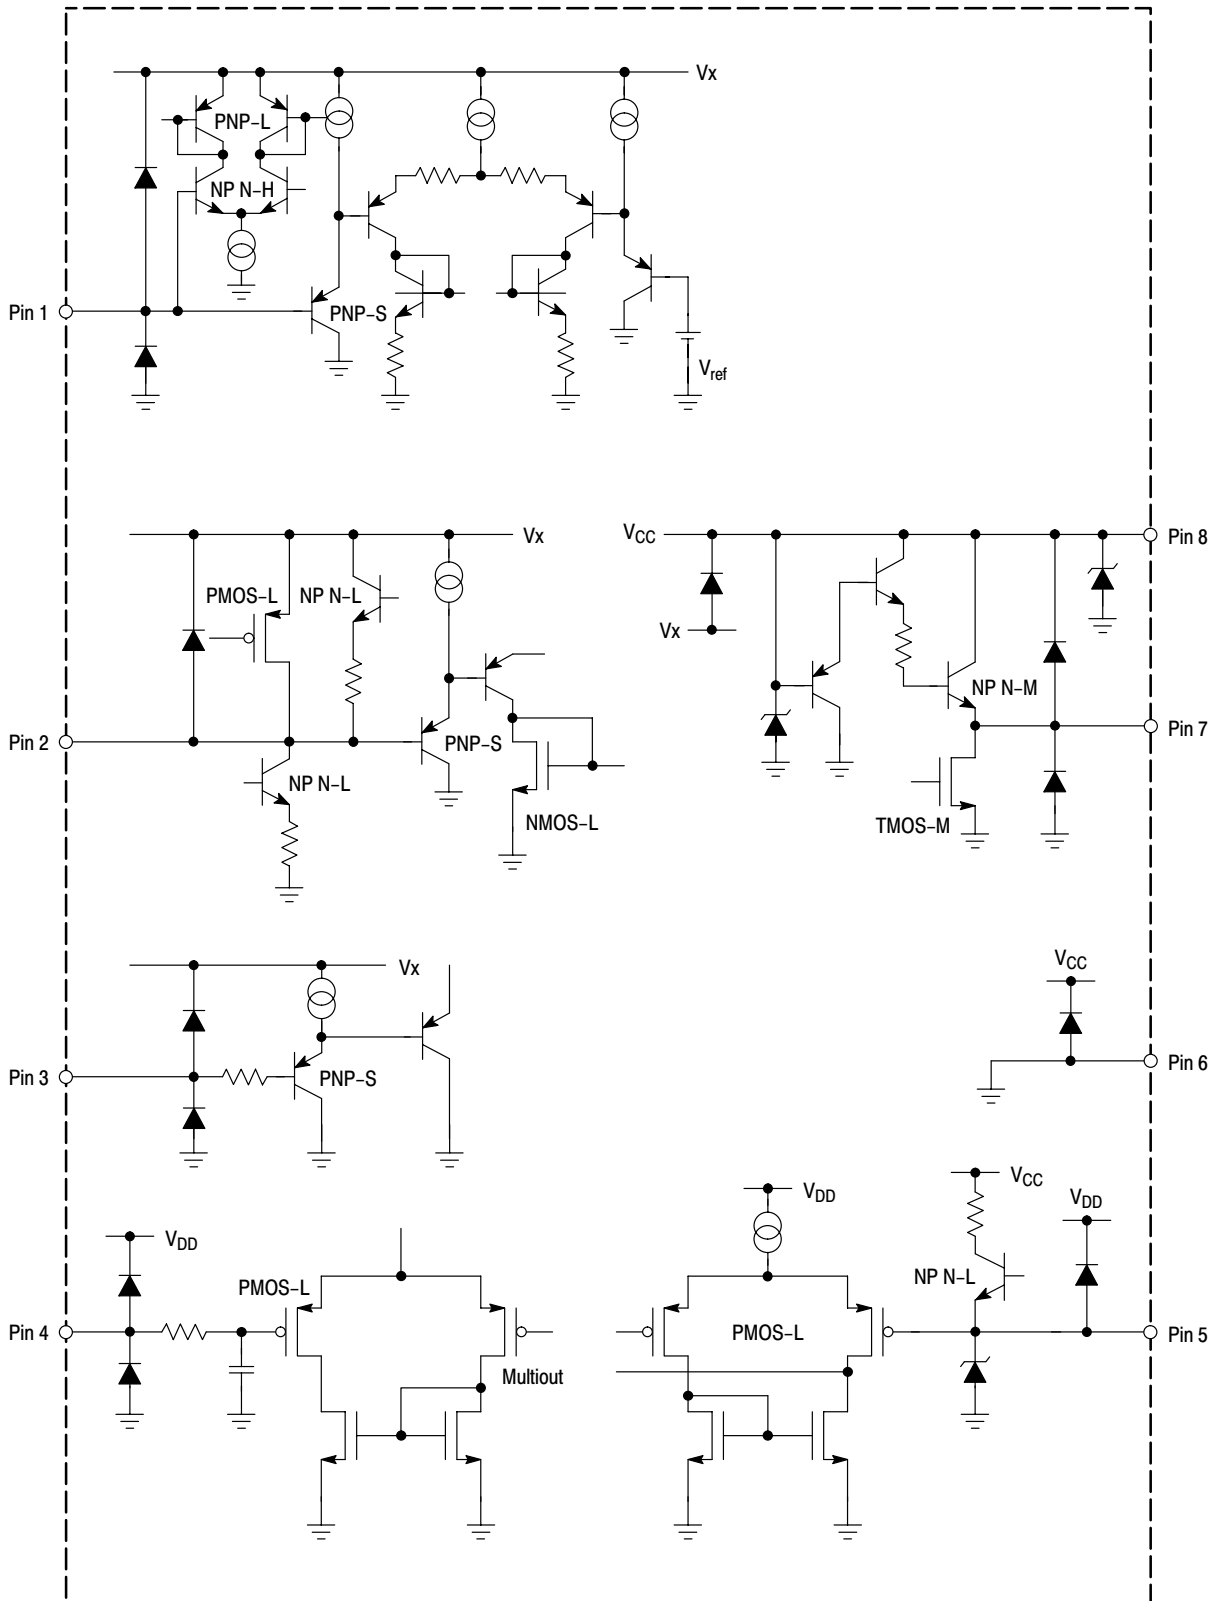 Vx
PNP–L
NP N–H
Pin 1
PNP–S
Vref
Vx
VCC
Pin 8
PMOS–L
NP N–L
Vx
NP N–M
Pin 2
PNP–S
Pin 7
NP N–L
NMOS–L
TMOS–M
Vx
VCC
Pin 3
PNP–S
Pin 6
VDD
VCC
VDD
VDD
NP N–L
PMOS–L
Pin 4
PMOS–L
Pin 5
Multiout